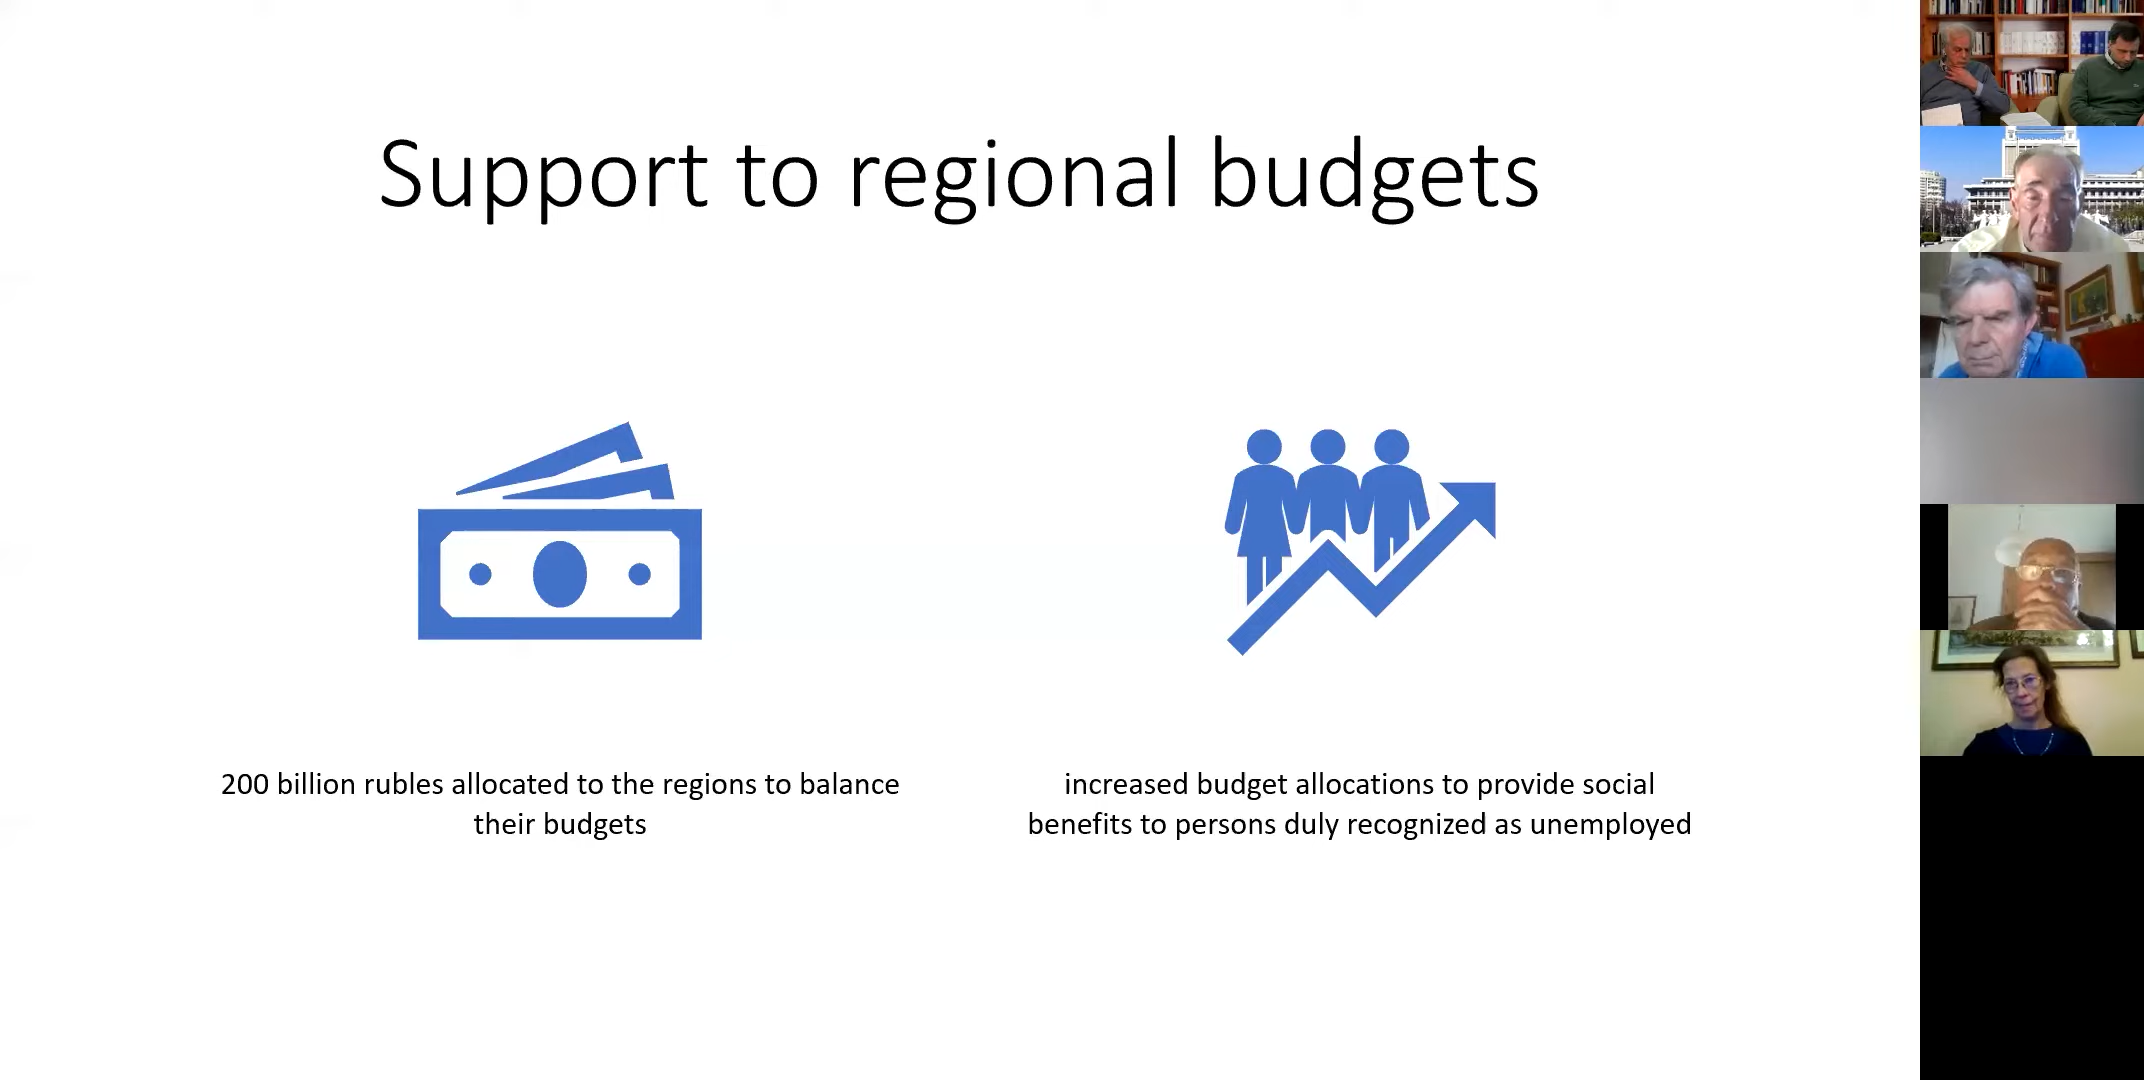 Support to regional budgets
200 billion rubles allocated to the regions to balance
their budgets
increased budget allocations to provide social
benefits to persons duly recognized as unemployed